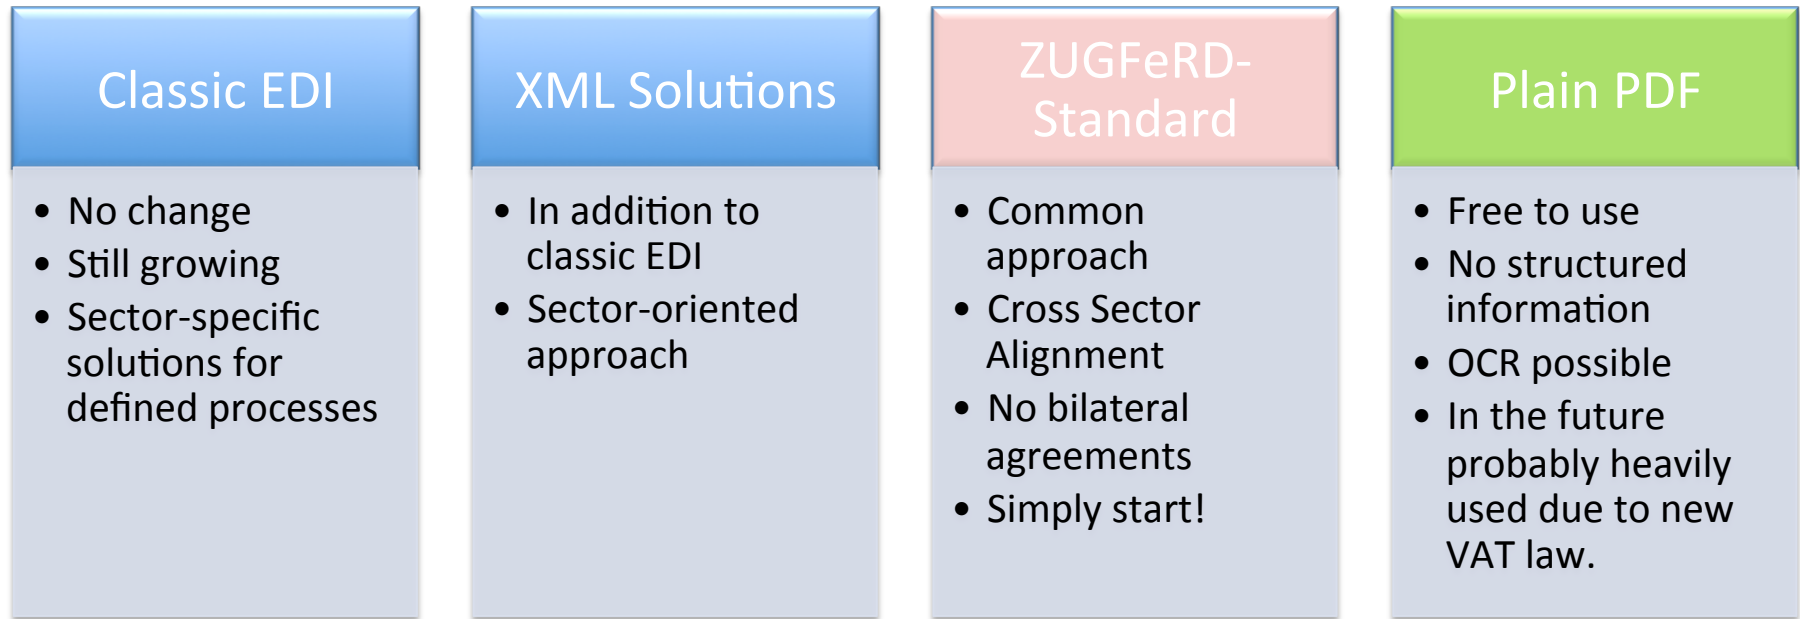 Classic EDI
• No change
• Still growing
• Sector-specific
solutions for
defined processes
XML Solutions
• In addition to
classic EDI
• Sector-oriented
approach
ZUGFeRD-
Standard
• Common
approach
• Cross Sector
Alignment
• No bilateral
agreements
• Simply start!
Plain PDF
• Free to use
• No structured
information
• OCR possible
• In the future
probably heavily
used due to new
VAT law.